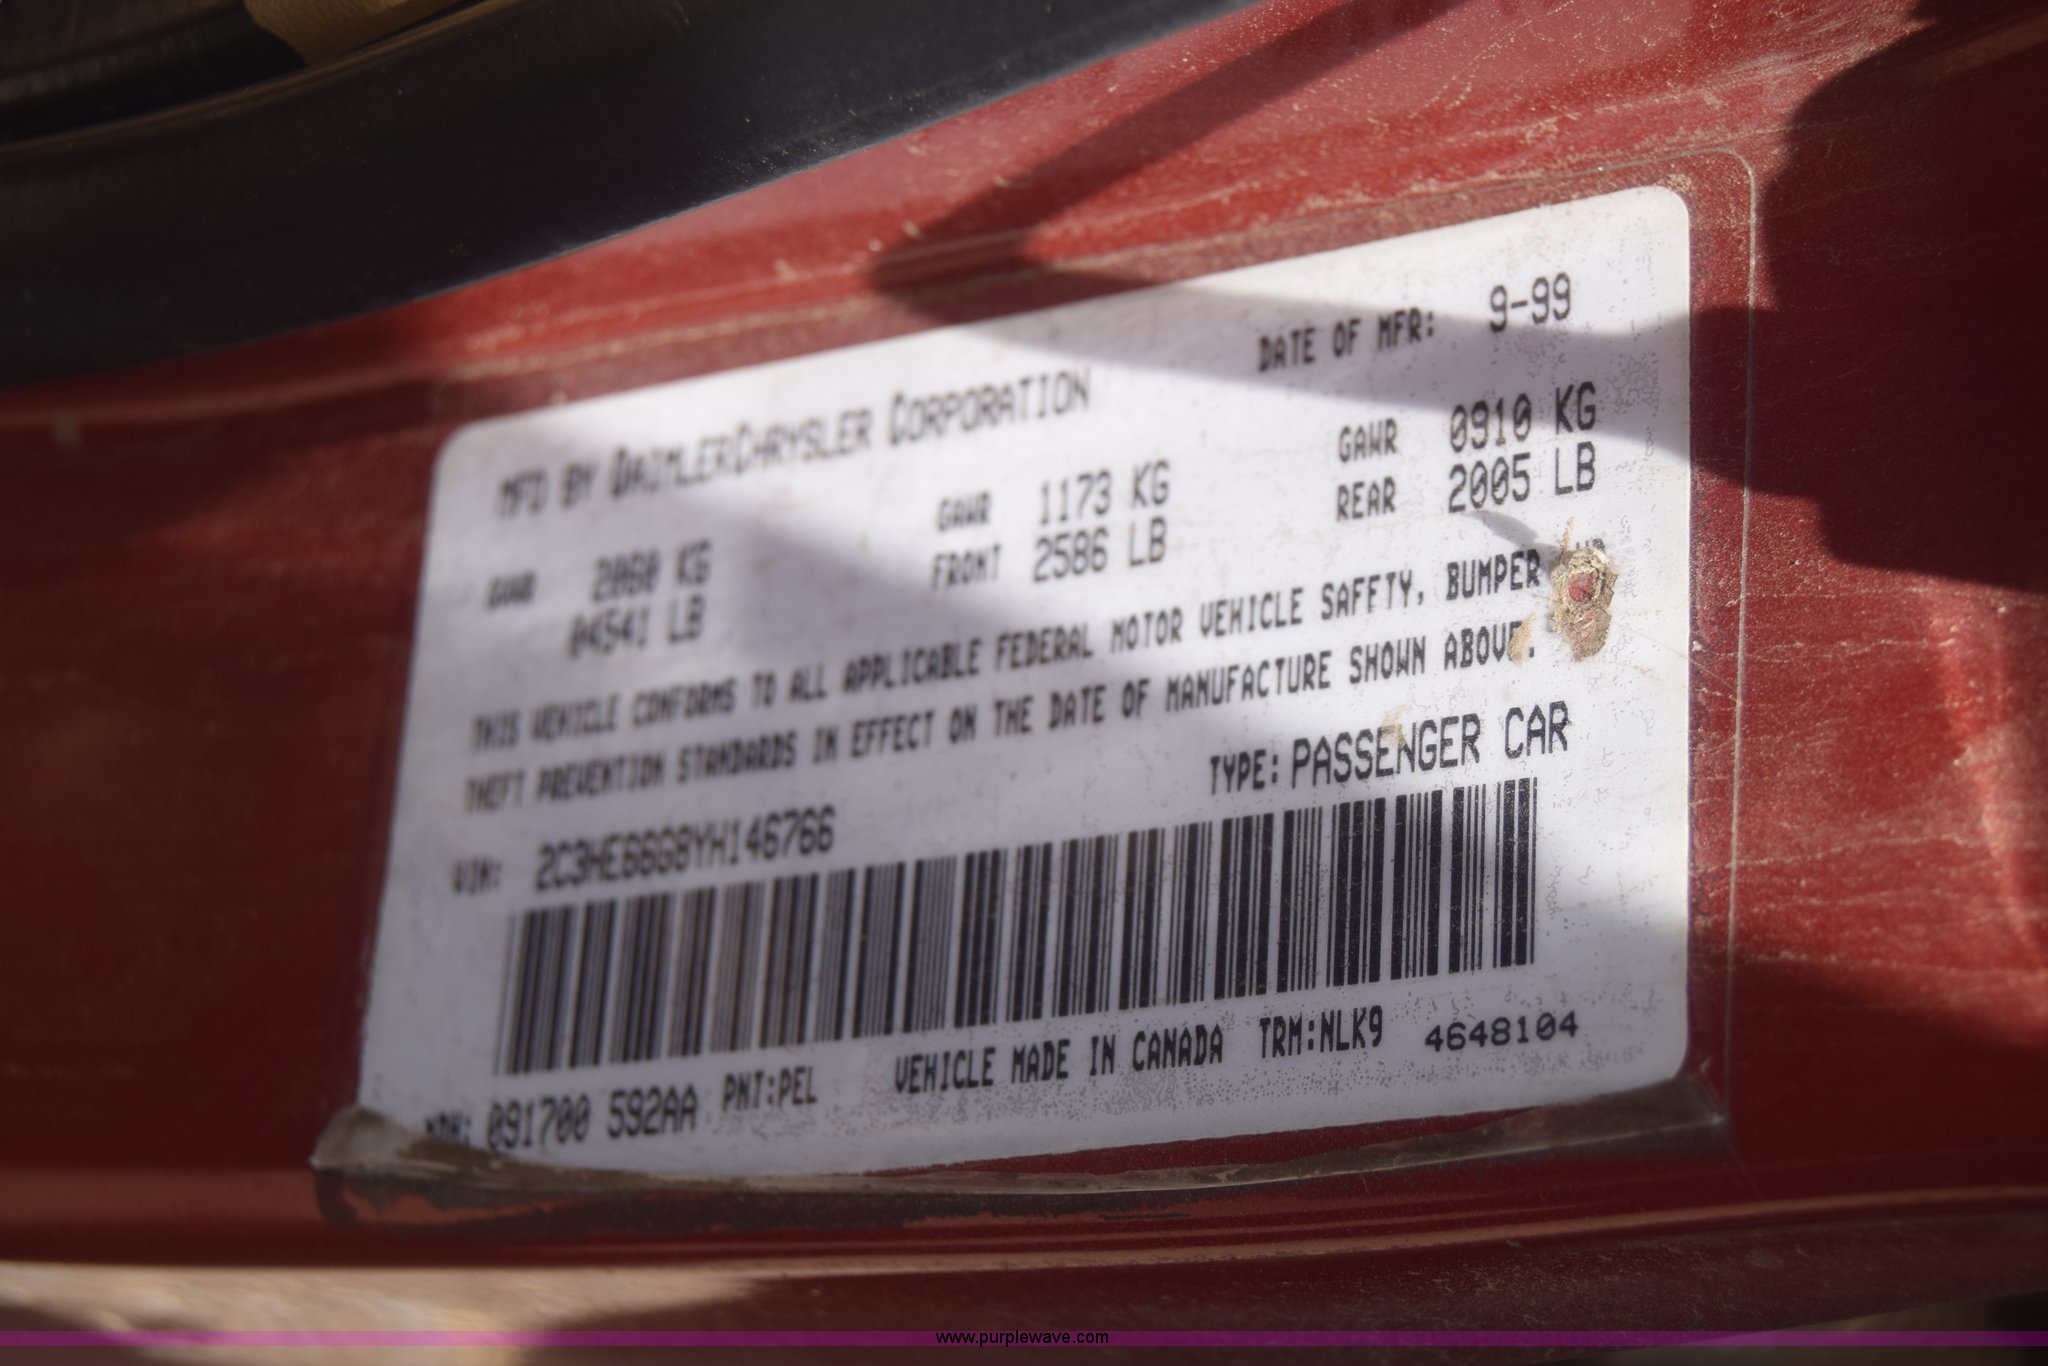 MFD BY DAIMLERCHRYSLER CORPORATION DATE OF MFR: 9-99
GVWR 2060 KG GAWR 1173 KG GAWR 0910 KG
04541 LB FRONT 2586 LB REAR 2005 LB
THIS VEHICLE CONFORMS TO ALL APPLICABLE FEDERAL MOTOR VEHICLE SAFETY, BUMPER
THEFT PREVENTION STANDARDS IN EFFECT ON THE DATE OF MANUFACTURE SHOWN ABOVE.
VIN: 2C3HE66G8YH146766 TYPE: PASSENGER CAR
MDH: 091700 592AA PNT:PEL VEHICLE MADE IN CANADA TRM:NLK9 4648104
www.purplewave.com